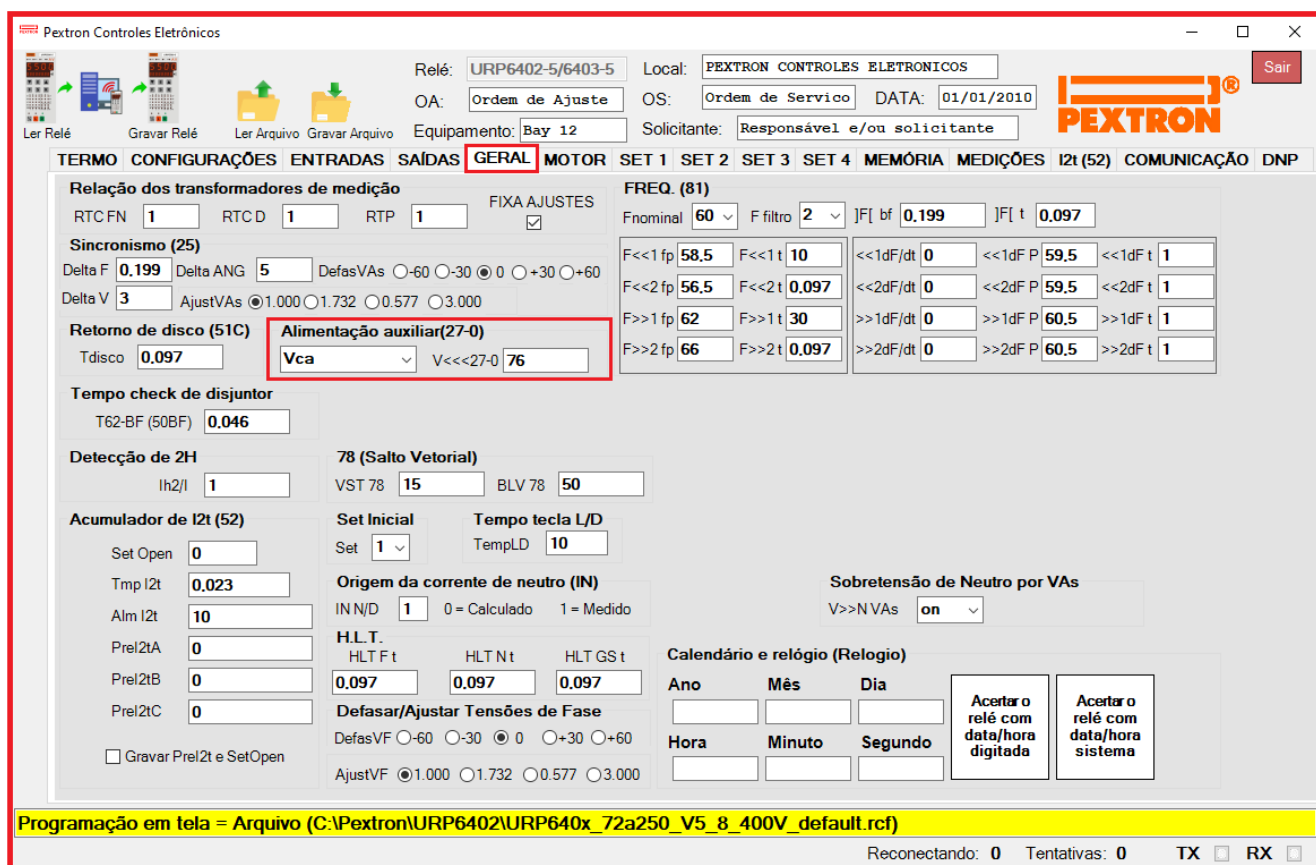 Pextron Controles Eletrônicos
Relé: URP6402-5/6403-5 Local: PEXTRON CONTROLES ELETRONICOS Sair
OA: Ordem de Ajuste OS: Ordem de Servico DATA: 01/01/2010
Ler Relé Gravar Relé Ler Arquivo Gravar Arquivo Equipamento: Bay 12 Solicitante: Responsável e/ou solicitante PEXTRON®
TERMO CONFIGURAÇÕES ENTRADAS SAÍDAS GERAL MOTOR SET 1 SET 2 SET 3 SET 4 MEMÓRIA MEDIÇÕES I2t (52) COMUNICAÇÃO DNP
Relação dos transformadores de medição
RTC FN 1 RTC D 1 RTP 1 FIXA AJUSTES
Sincronismo (25)
Delta F 0.199 Delta ANG 5 DefasVAs -60 -30 0 +30 +60
Delta V 3 AjustVAs 1.000 1.732 0.577 3.000
Retorno de disco (51C)
Tdisco 0.097
Alimentação auxiliar(27-0)
Vca V<<<27-0 76
FREQ. (81)
Fnominal 60 F filtro 2 ]F[ bf 0.199 ]F[ t 0.097
F<<1 fp 58.5 F<<1 t 10 <<1dF/dt 0 <<1dF P 59.5 <<1dF t 1
F<<2 fp 56.5 F<<2 t 0.097 <<2dF/dt 0 <<2dF P 59.5 <<2dF t 1
F>>1 fp 62 F>>1 t 30 >>1dF/dt 0 >>1dF P 60.5 >>1dF t 1
F>>2 fp 66 F>>2 t 0.097 >>2dF/dt 0 >>2dF P 60.5 >>2dF t 1
Tempo check de disjuntor
T62-BF (50BF) 0.046
Detecção de 2H
Ih2/I 1
78 (Salto Vetorial)
VST 78 15 BLV 78 50
Acumulador de I2t (52)
Set Open 0
Tmp I2t 0.023
Alm I2t 10
PreI2tA 0
PreI2tB 0
PreI2tC 0
Gravar PreI2t e SetOpen
Set Inicial
Set 1
Tempo tecla L/D
TempLD 10
Origem da corrente de neutro (IN)
IN N/D 1 0 = Calculado 1 = Medido
Sobretensão de Neutro por VAs
V>>N VAs on
H.L.T.
HLT F t HLT N t HLT GS t
0.097 0.097 0.097
Defasar/Ajustar Tensões de Fase
DefasVF -60 -30 0 +30 +60
AjustVF 1.000 1.732 0.577 3.000
Calendário e relógio (Relogio)
Ano Mês Dia
Hora Minuto Segundo
Acertar o
relé com
data/hora
digitada
Acertar o
relé com
data/hora
sistema
Programação em tela = Arquivo (C:\Pextron\URP6402\URP640x_72a250_V5_8_400V_default.rcf)
Reconectando: 0 Tentativas: 0 TX RX